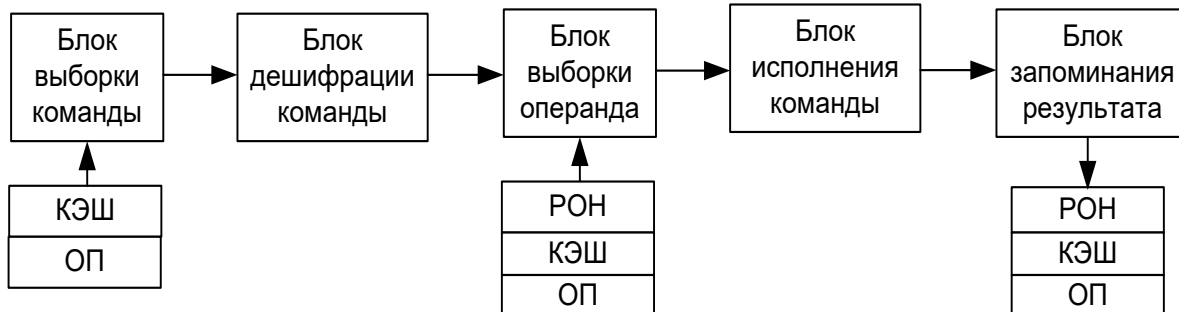 Блок
выборки
команды
Блок
дешифрации
команды
Блок
выборки
операнда
Блок
исполнения
команды
Блок
запоминания
результата
КЭШ
ОП
РОН
КЭШ
ОП
РОН
КЭШ
ОП